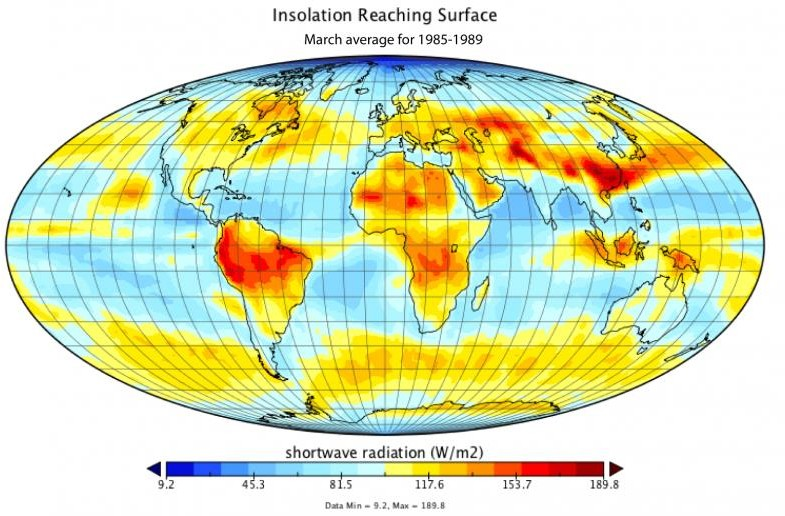 Insolation Reaching Surface
March average for 1985-1989
shortwave radiation (W/m2)
9.2 45.3 81.5 117.6 153.7 189.8
Data Min = 9.2, Max = 189.8